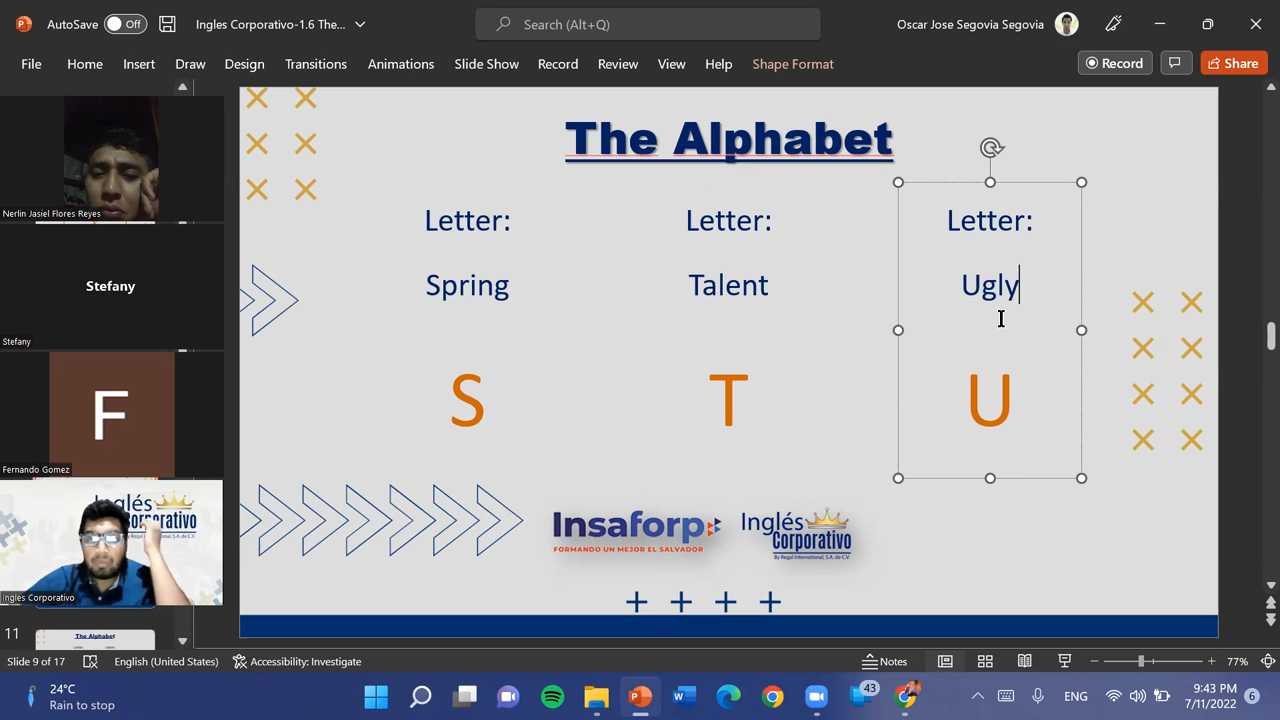 AutoSave Off Ingles Corporativo-1.6 The... Search (Alt+Q) Oscar Jose Segovia Segovia
File Home Insert Draw Design Transitions Animations Slide Show Record Review View Help Shape Format Record Share
The Alphabet
Letter: Letter: Letter:
Spring Talent Ugly
S T U
Insaforp
FORMANDO UN MEJOR EL SALVADOR
Inglés
Corporativo
By Regal International, S.A. de C.V.
Nerlin Jasiel Flores Reyes
Stefany
Stefany
F
Fernando Gomez
Inglés Corporativo
11
The Alphabet
Slide 9 of 17 English (United States) Accessibility: Investigate Notes 77%
24°C
Rain to stop
43
6
ENG
9:43 PM
7/11/2022